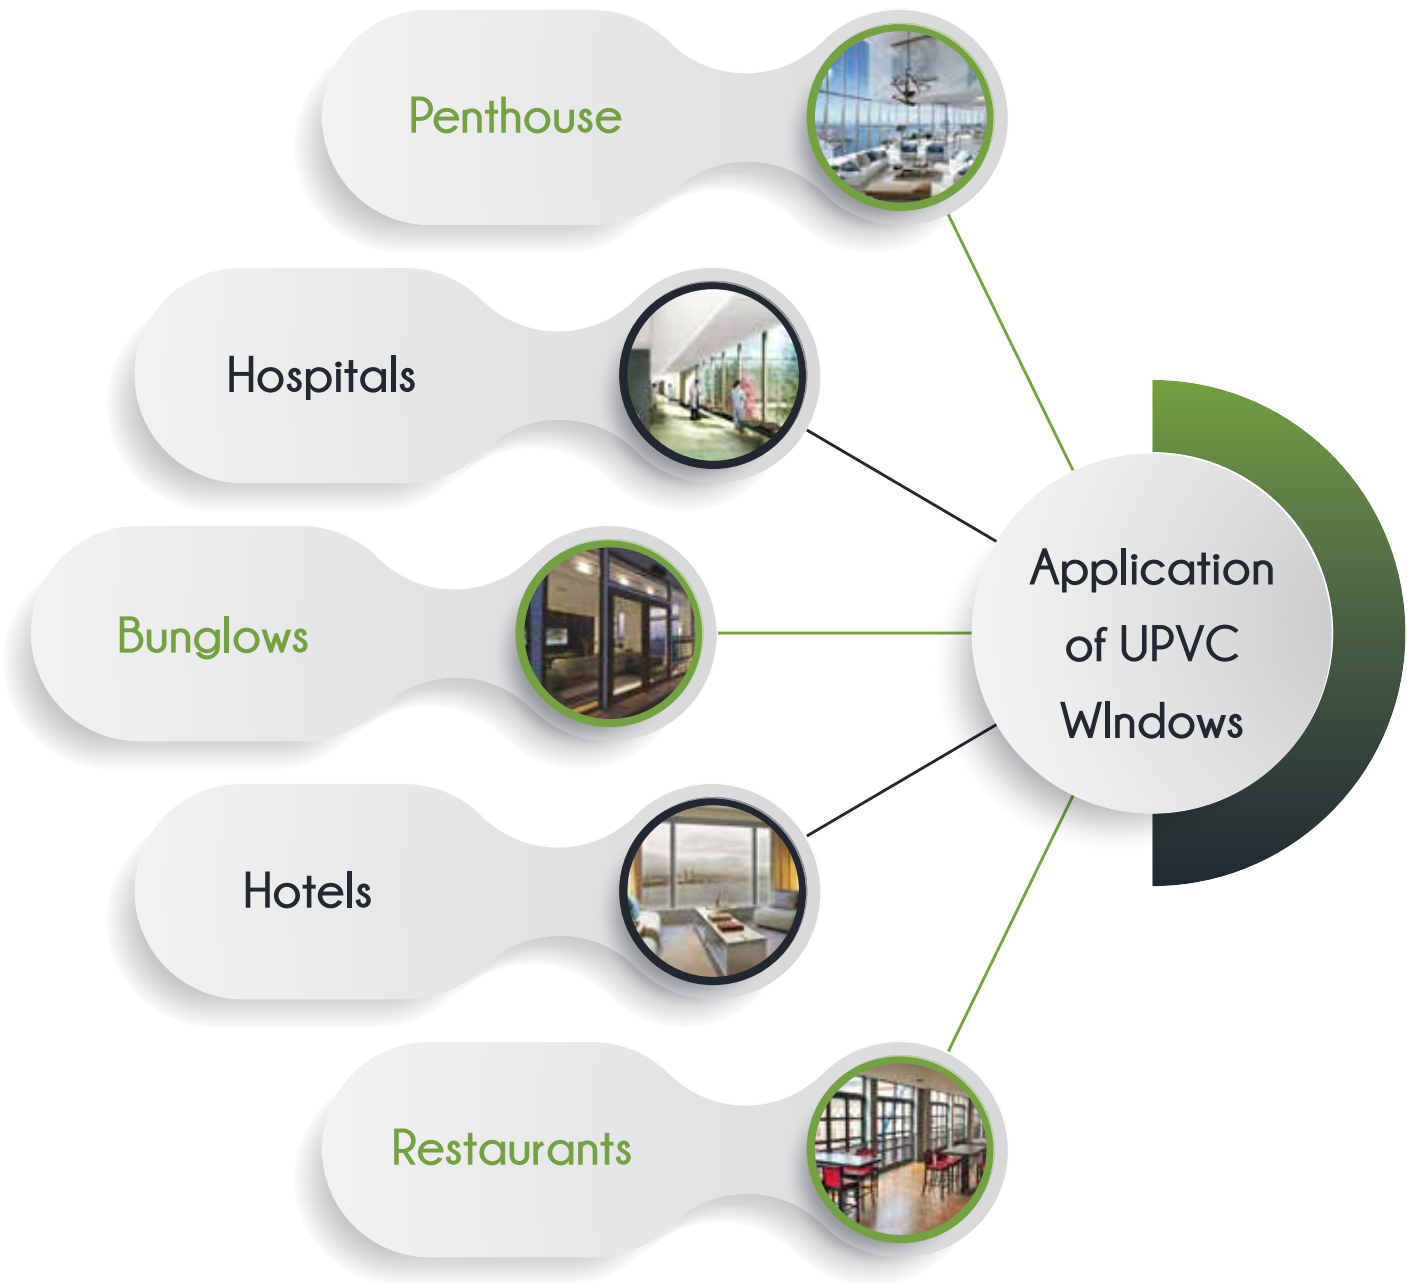 Penthouse
Hospitals
Bunglows
Hotels
Restaurants
Application
of UPVC
WIndows